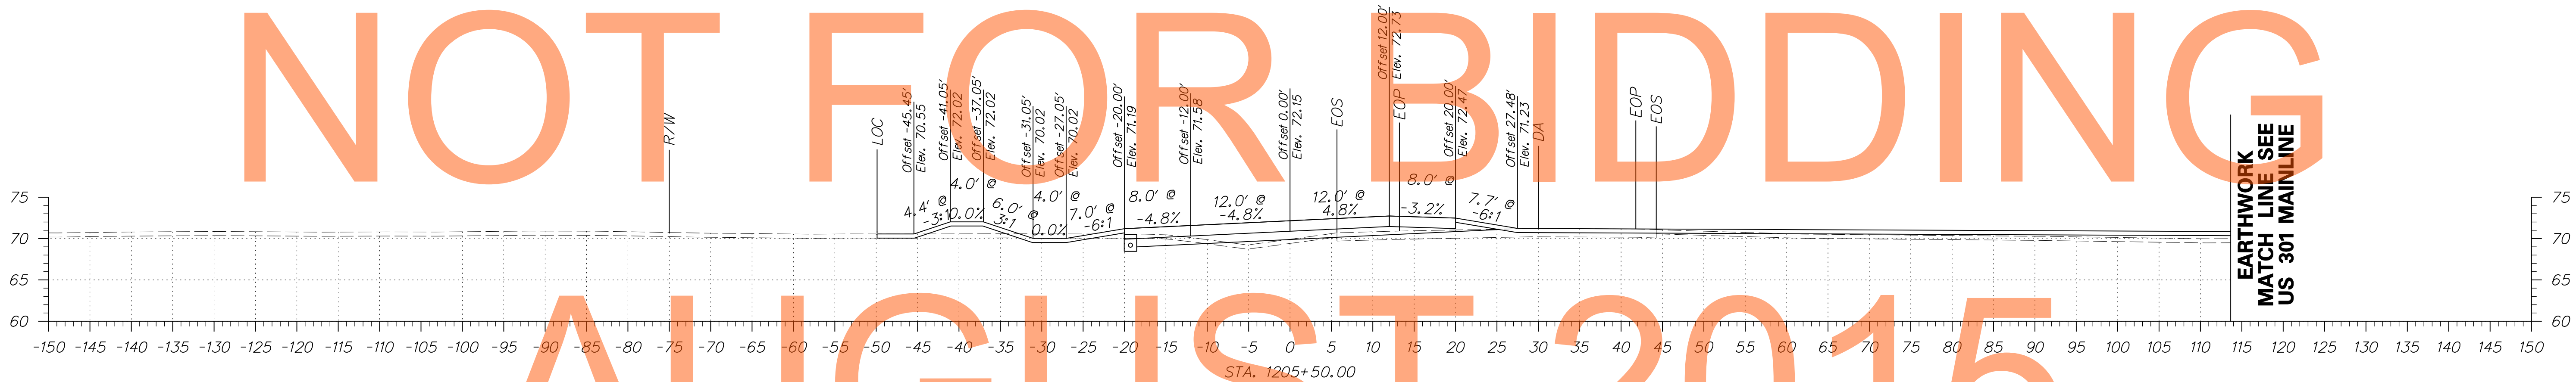 NOT FOR BIDDING
AUGUST 2015
R/W
LOC
Offset -45.45'
Elev. 70.55
Offset -41.05'
Elev. 72.02
Offset -37.05'
Elev. 72.02
Offset -31.05'
Elev. 70.02
Offset -27.05'
Elev. 70.02
Offset -20.00'
Elev. 71.19
Offset -12.00'
Elev. 71.58
Offset 0.00'
Elev. 72.15
EOS
Offset 12.00'
Elev. 72.73
EOP
Offset 20.00'
Elev. 72.47
Offset 27.48'
Elev. 71.23
DA
EOP
EOS
4.4' @
-3:1
4.0' @
0.0%
6.0' @
3:1
4.0' @
0.0%
7.0' @
-6:1
8.0' @
-4.8%
12.0' @
-4.8%
12.0' @
4.8%
8.0' @
-3.2%
7.7' @
-6:1
EARTHWORK
MATCH LINE SEE
US 301 MAINLINE
75
70
65
60
75
70
65
60
-150 -145 -140 -135 -130 -125 -120 -115 -110 -105 -100 -95 -90 -85 -80 -75 -70 -65 -60 -55 -50 -45 -40 -35 -30 -25 -20 -15 -10 -5 0 5 10 15 20 25 30 35 40 45 50 55 60 65 70 75 80 85 90 95 100 105 110 115 120 125 130 135 140 145 150
STA. 1205+50.00